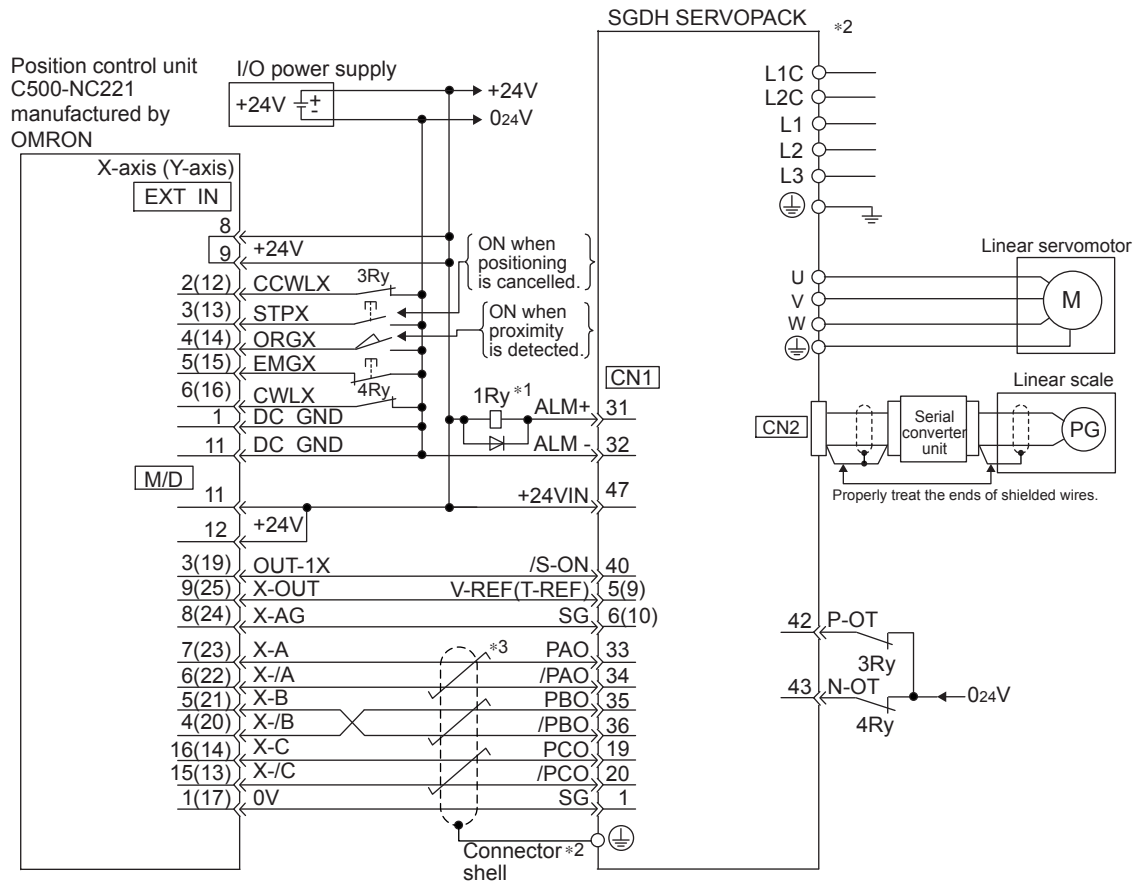 SGDH SERVOPACK *2
Position control unit
C500-NC221
manufactured by
OMRON
I/O power supply
+24V + -
+24V
024V
X-axis (Y-axis)
EXT IN
8
9 +24V
2(12) CCWLX 3Ry
3(13) STPX
4(14) ORGX
5(15) EMGX
6(16) CWLX 4Ry
1 DC GND
11 DC GND
ON when
positioning
is cancelled.
ON when
proximity
is detected.
1Ry *1
CN1
ALM+ 31
ALM - 32
M/D
11 +24VIN 47
12 +24V
3(19) OUT-1X /S-ON 40
9(25) X-OUT V-REF(T-REF) 5(9)
8(24) X-AG SG 6(10)
7(23) X-A *3 PAO 33
6(22) X-/A /PAO 34
5(21) X-B PBO 35
4(20) X-/B /PBO 36
16(14) X-C PCO 19
15(13) X-/C /PCO 20
1(17) 0V SG 1
Connector *2
shell
L1C
L2C
L1
L2
L3
Linear servomotor
U
V
W
M
Linear scale
CN2
Serial
converter
unit
PG
Properly treat the ends of shielded wires.
42 P-OT
3Ry
43 N-OT
4Ry
024V